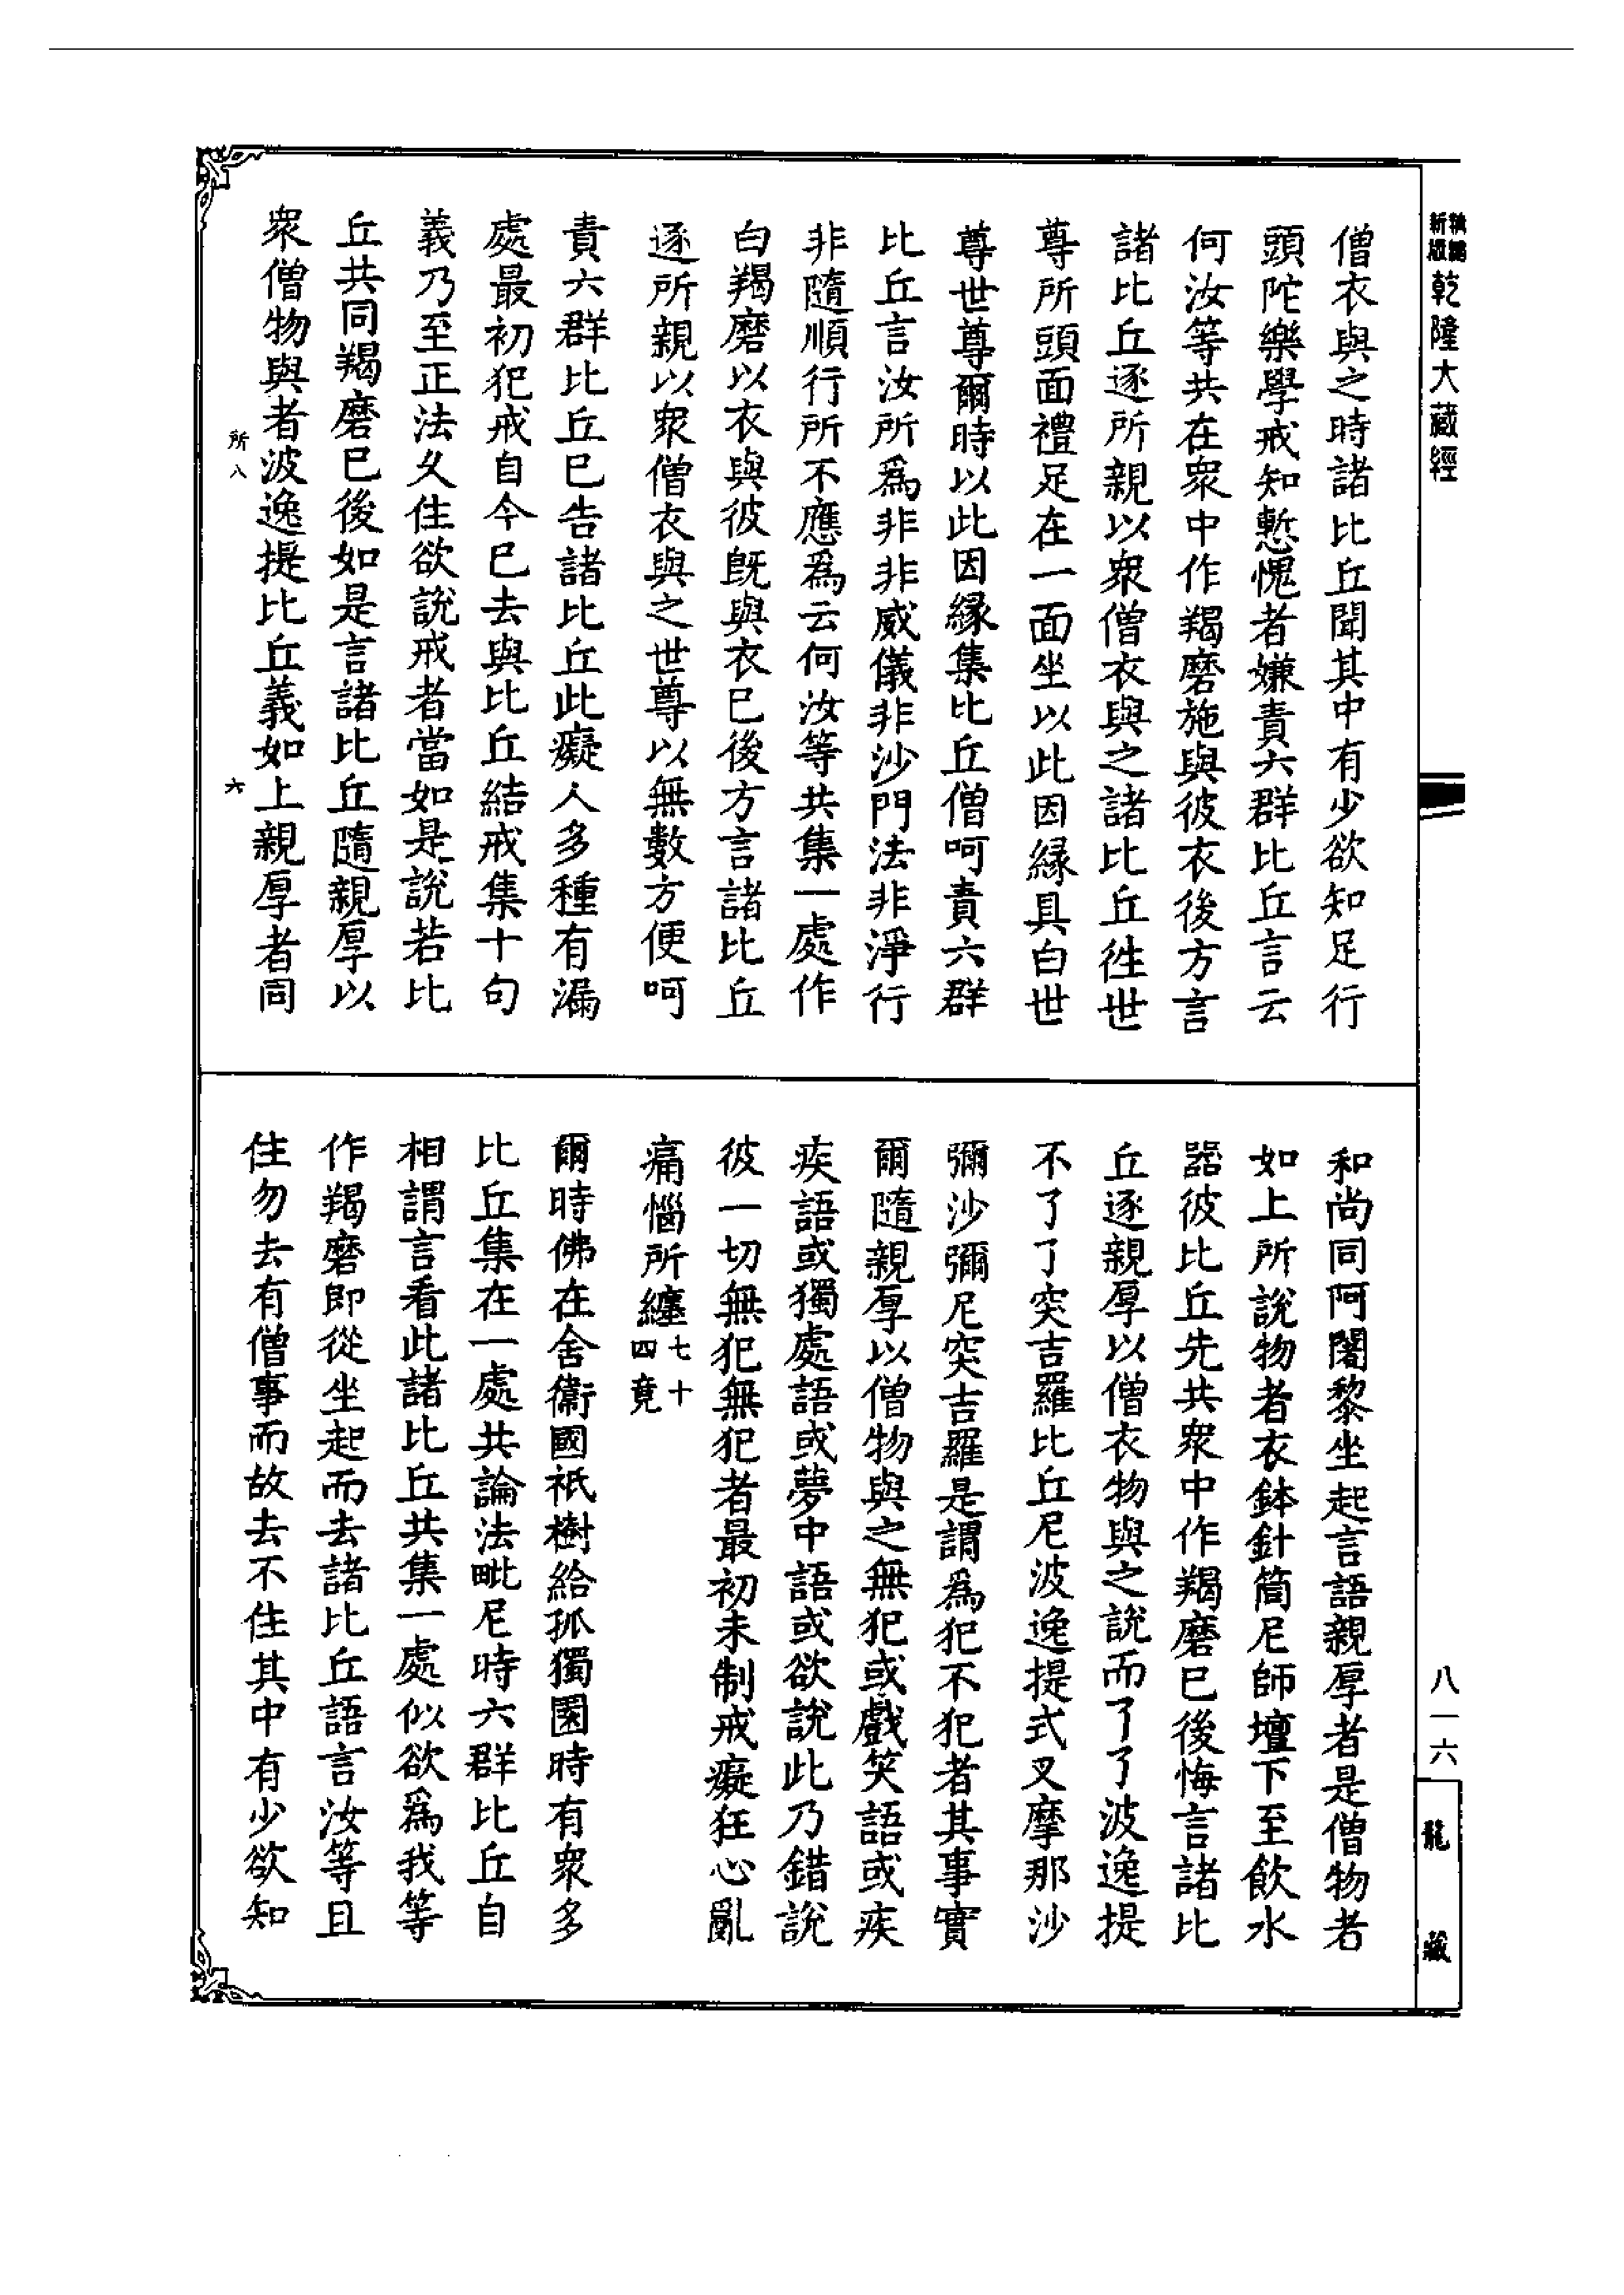 新編
縮版
乾隆大藏經
僧衣與之時諸比丘聞其中有少欲知足行
頭陀樂學戒知慙愧者嫌責六群比丘言云
何汝等共在衆中作羯磨施與彼衣後方言
諸比丘逐所親以衆僧衣與之諸比丘徃世
尊所頭面禮足在一面坐以此因緣具白世
尊世尊爾時以此因緣集比丘僧呵責六群
比丘言汝所爲非非威儀非沙門法非淨行
非隨順行所不應爲云何汝等共集一處作
白羯磨以衣與彼旣與衣已後方言諸比丘
逐所親以衆僧衣與之世尊以無數方便呵
責六群比丘已告諸比丘此癡人多種有漏
處最初犯戒自今已去與比丘結戒集十句
義乃至正法久住欲說戒者當如是說若比
丘共同羯磨已後如是言諸比丘隨親厚以
衆僧物與者波逸提比丘義如上親厚者同
所八
六
和尚同阿闍黎坐起言語親厚者是僧物者
如上所說物者衣鉢針筒尼師壇下至飲水
器彼比丘先共衆中作羯磨已後悔言諸比
丘逐親厚以僧衣物與之說而了了波逸提
不了了突吉羅比丘尼波逸提式叉摩那沙
彌沙彌尼突吉羅是謂爲犯不犯者其事實
爾隨親厚以僧物與之無犯或戲笑語或疾
疾語或獨處語或夢中語或欲說此乃錯說
彼一切無犯無犯者最初未制戒癡狂心亂
痛惱所纏七十四竟
爾時佛在舍衞國祇樹給孤獨園時有衆多
比丘集在一處共論法毗尼時六群比丘自
相謂言看此諸比丘共集一處似欲爲我等
作羯磨卽從坐起而去諸比丘語言汝等且
住勿去有僧事而故去不住其中有少欲知
八一六
龍藏